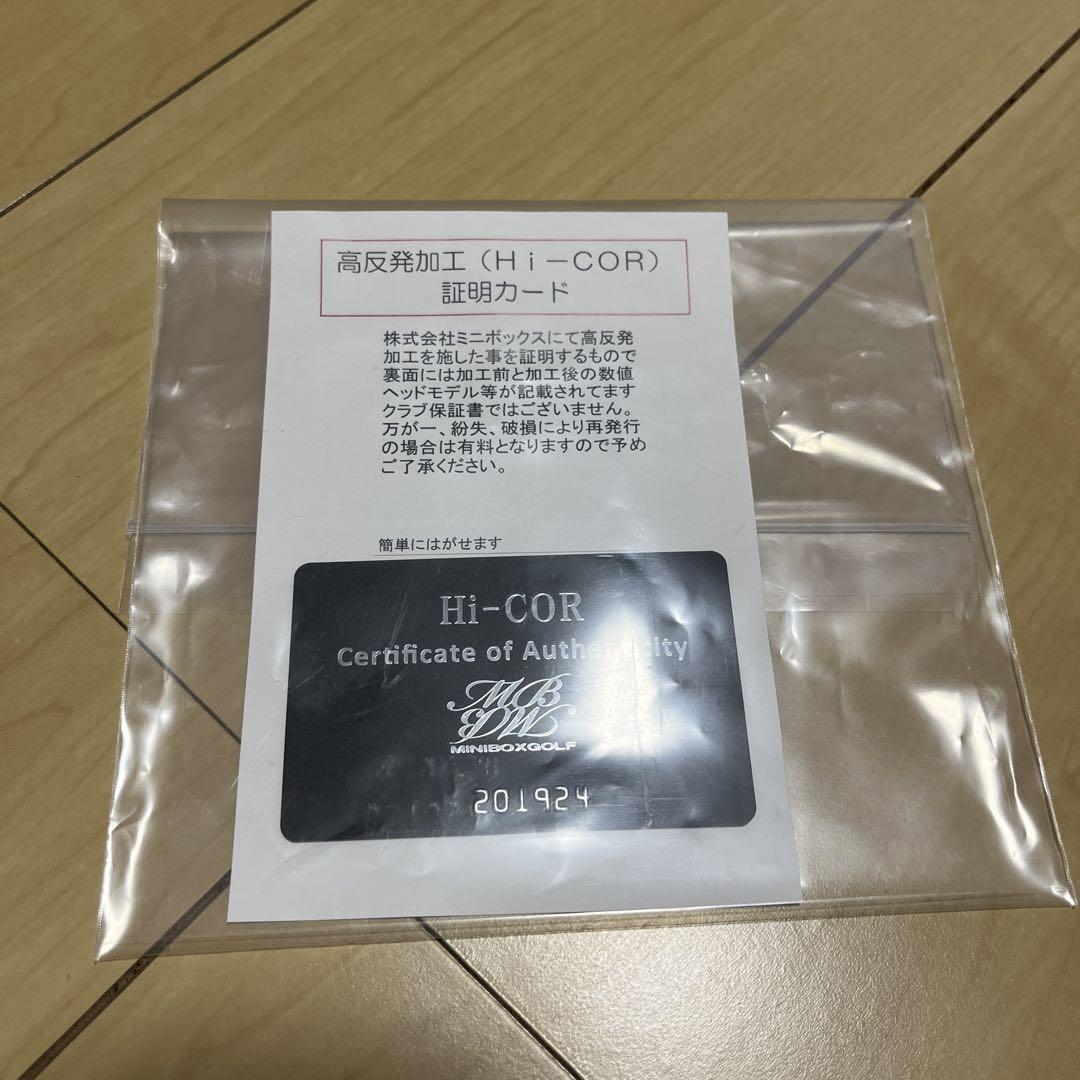 高反発加工（Hi－COR）
証明カード
株式会社ミニボックスにて高反発
加工を施した事を証明するもので
裏面には加工前と加工後の数値
ヘッドモデル等が記載されてます
クラブ保証書ではございません。
万が一、紛失、破損により再発行
の場合は有料となりますので予め
ご了承ください。
簡単にはがせます
Hi-COR
Certificate of Authenticity
MB
DW
MINIBOXGOLF
201924